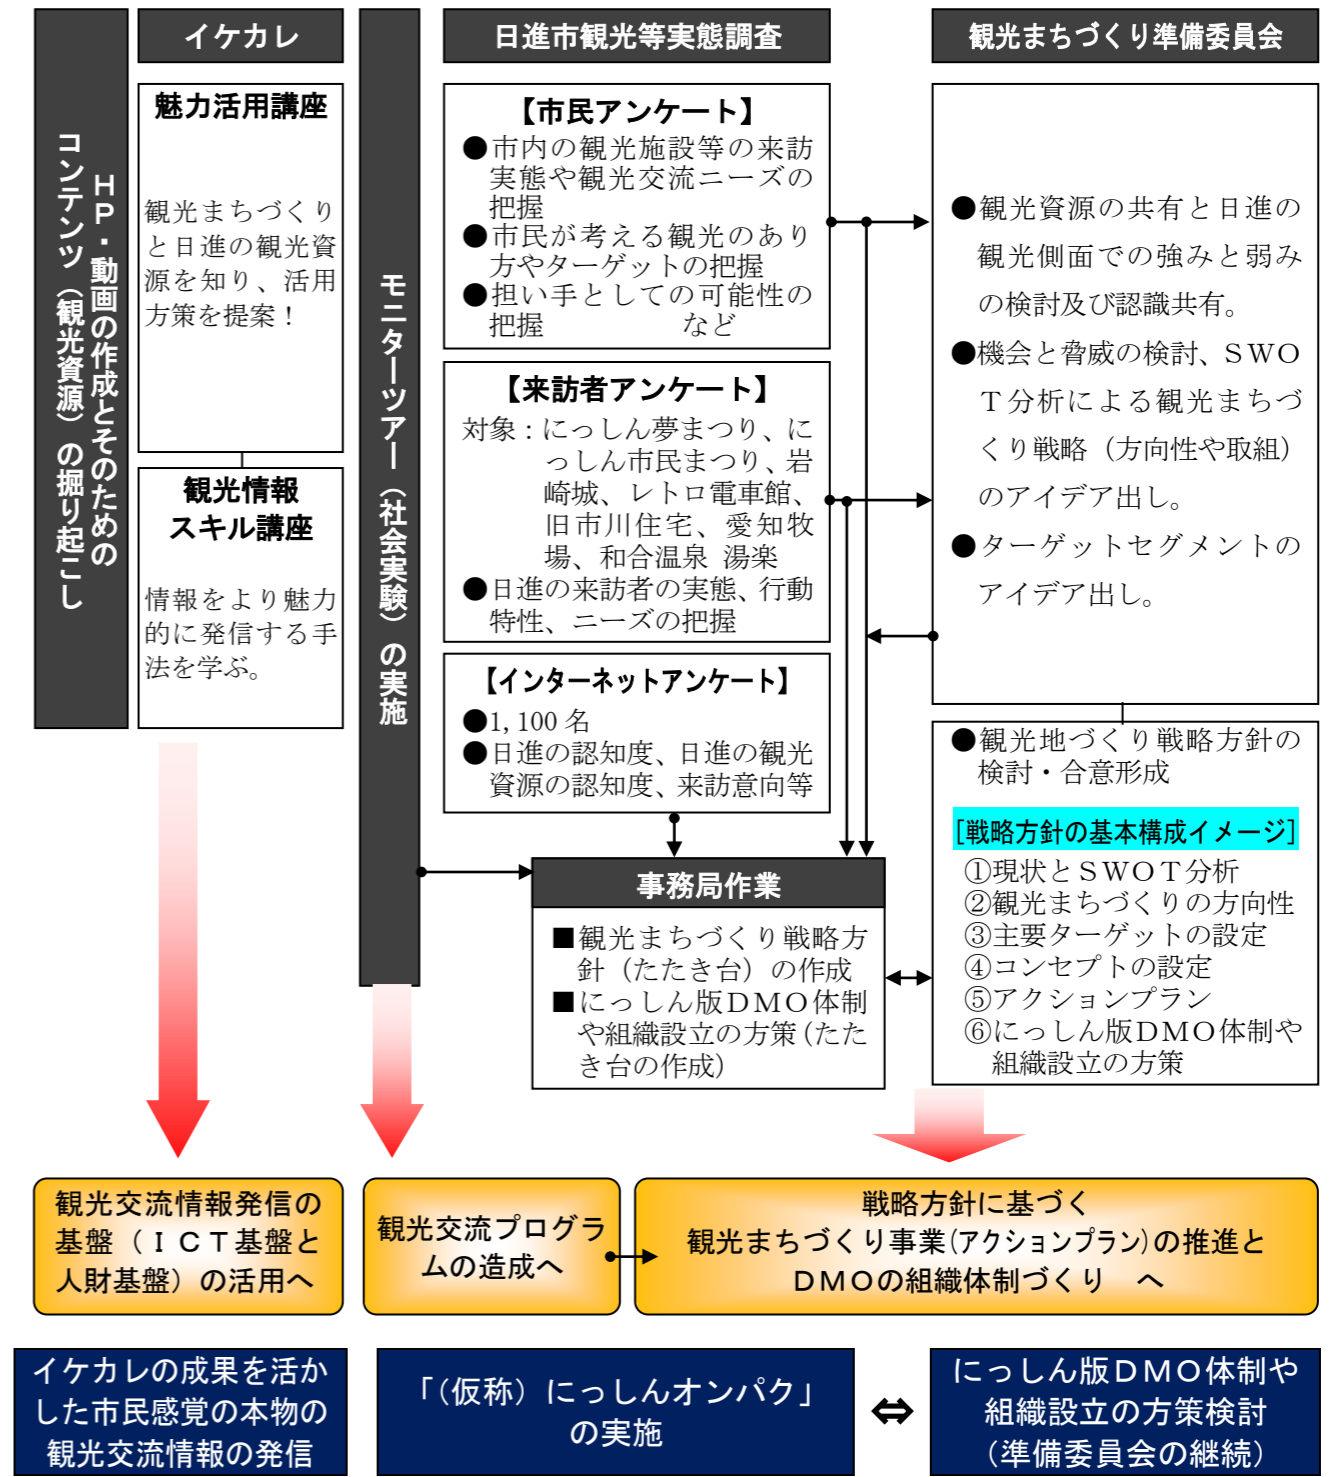 HP・動画の作成とそのための
コンテンツ（観光資源）の掘り起こし
イケカレ
魅力活用講座
観光まちづくり
と日進の観光資
源を知り、活用
方策を提案！
観光情報
スキル講座
情報をより魅力
的に発信する手
法を学ぶ。
モニターツアー（社会実験）の実施
日進市観光等実態調査
【市民アンケート】
●市内の観光施設等の来訪
実態や観光交流ニーズの
把握
●市民が考える観光のあり
方やターゲットの把握
●担い手としての可能性の
把握　　　　など
【来訪者アンケート】
対象：にっしん夢まつり、に
っしん市民まつり、岩
崎城、レトロ電車館、
旧市川住宅、愛知牧
場、和合温泉 湯楽
●日進の来訪者の実態、行動
特性、ニーズの把握
【インターネットアンケート】
●1,100 名
●日進の認知度、日進の観光
資源の認知度、来訪意向等
事務局作業
■観光まちづくり戦略方
針（たたき台）の作成
■にっしん版DMO体制
や組織設立の方策（たた
き台の作成）
観光まちづくり準備委員会
●観光資源の共有と日進の
観光側面での強みと弱み
の検討及び認識共有。
●機会と脅威の検討、SWO
T分析による観光まちづ
くり戦略（方向性や取組）
のアイデア出し。
●ターゲットセグメントの
アイデア出し。
●観光地づくり戦略方針の
検討・合意形成
[戦略方針の基本構成イメージ]
①現状とSWOT分析
②観光まちづくりの方向性
③主要ターゲットの設定
④コンセプトの設定
⑤アクションプラン
⑥にっしん版DMO体制や
組織設立の方策
観光交流情報発信の
基盤（ICT基盤と
人財基盤）の活用へ
観光交流プログラ
ムの造成へ
戦略方針に基づく
観光まちづくり事業(アクションプラン)の推進と
DMOの組織体制づくり　へ
イケカレの成果を活か
した市民感覚の本物の
観光交流情報の発信
「（仮称）にっしんオンパク」
の実施
⇔
にっしん版DMO体制や
組織設立の方策検討
（準備委員会の継続）